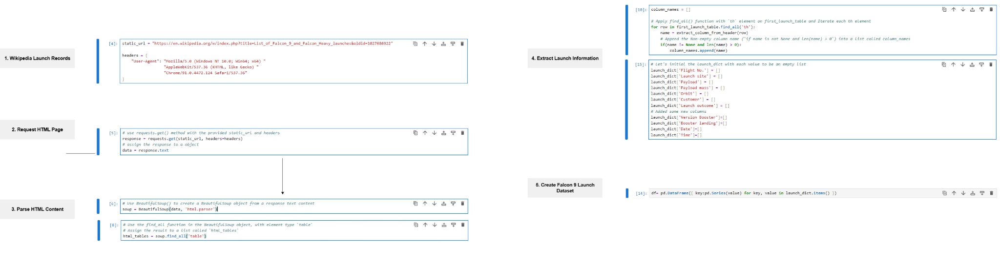 1. Wikipedia Launch Records
[4]:
static_url = "https://en.wikipedia.org/w/index.php?title=List_of_Falcon_9_and_Falcon_Heavy_launches&oldid=1027686922"
headers = {
"User-Agent": "Mozilla/5.0 (Windows NT 10.0; Win64; x64) "
"AppleWebKit/537.36 (KHTML, like Gecko) "
"Chrome/91.0.4472.124 Safari/537.36"
}
2. Request HTML Page
[5]:
# use requests.get() method with the provided static_url and headers
response = requests.get(static_url, headers=headers)
# assign the response to a object
data = response.text
3. Parse HTML Content
[6]:
# Use BeautifulSoup() to create a BeautifulSoup object from a response text content
soup = BeautifulSoup(data, 'html.parser')
[8]:
# Use the find_all function in the BeautifulSoup object, with element type `table`
# Assign the result to a list called `html_tables`
html_tables = soup.find_all('table')
4. Extract Launch Information
[10]:
column_names = []
# Apply find_all() function with `th` element on first_launch_table and Iterate each th element
for row in first_launch_table.find_all('th'):
name = extract_column_from_header(row)
# Append the Non-empty column name (`if name is not None and len(name) > 0`) into a list called column_names
if(name != None and len(name) > 0):
column_names.append(name)
[15]:
# Let's initial the launch_dict with each value to be an empty list
launch_dict['Flight No.'] = []
launch_dict['Launch site'] = []
launch_dict['Payload'] = []
launch_dict['Payload mass'] = []
launch_dict['Orbit'] = []
launch_dict['Customer'] = []
launch_dict['Launch outcome'] = []
# Added some new columns
launch_dict['Version Booster']=[]
launch_dict['Booster landing']=[]
launch_dict['Date']=[]
launch_dict['Time']=[]
5. Create Falcon 9 Launch
Dataset
[14]:
df= pd.DataFrame({ key:pd.Series(value) for key, value in launch_dict.items() })